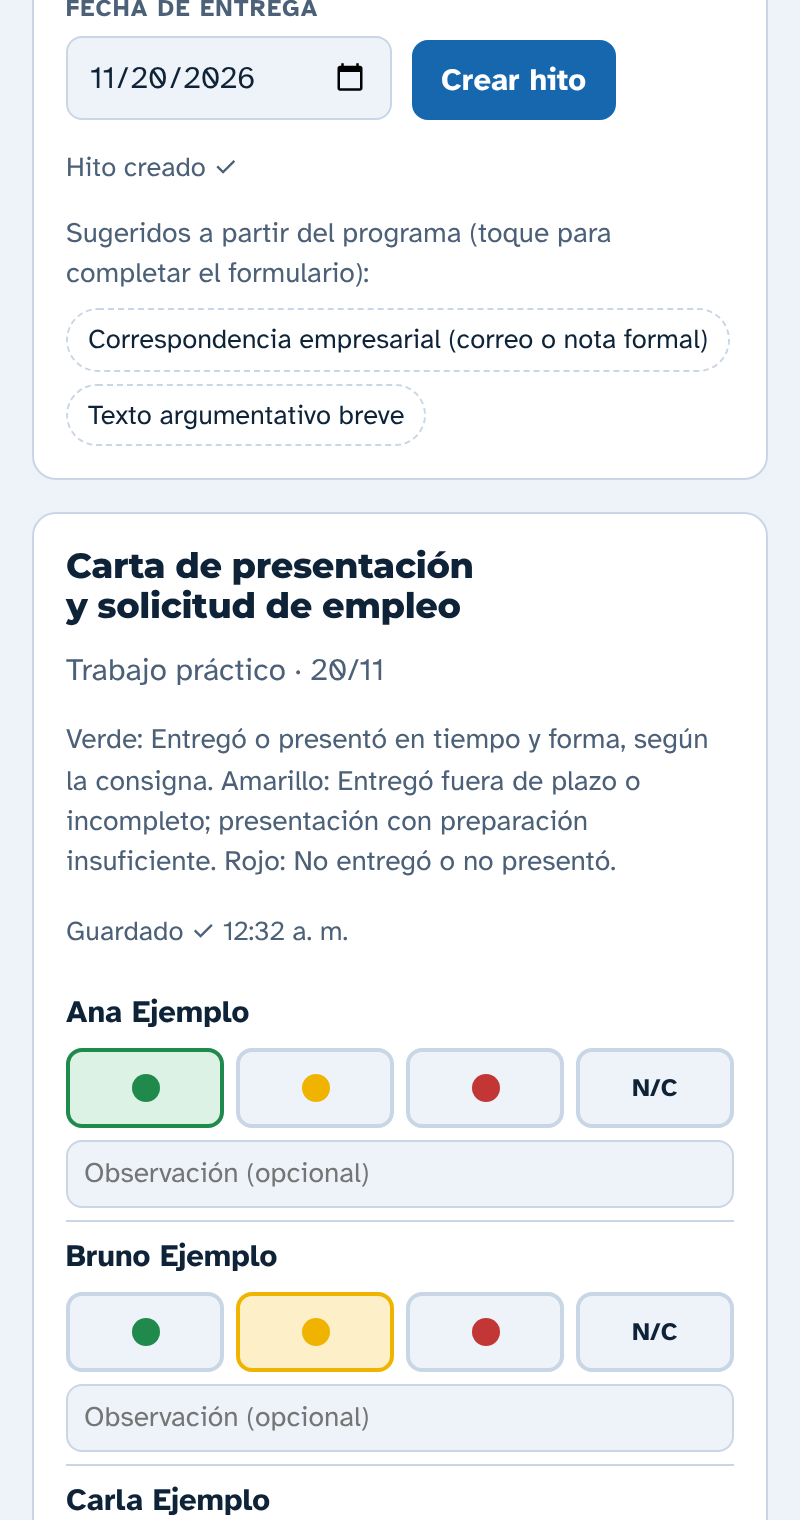 FECHA DE ENTREGA
11/20/2026
Crear hito
Hito creado ✓
Sugeridos a partir del programa (toque para
completar el formulario):
Correspondencia empresarial (correo o nota formal)
Texto argumentativo breve
Carta de presentación
y solicitud de empleo
Trabajo práctico · 20/11
Verde: Entregó o presentó en tiempo y forma, según
la consigna. Amarillo: Entregó fuera de plazo o
incompleto; presentación con preparación
insuficiente. Rojo: No entregó o no presentó.
Guardado ✓ 12:32 a. m.
Ana Ejemplo
N/C
Observación (opcional)
Bruno Ejemplo
N/C
Observación (opcional)
Carla Ejemplo